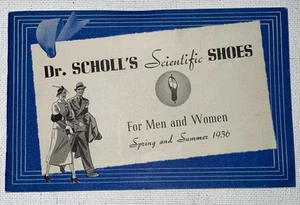 Dr. SCHOLL'S Scientific SHOES
For Men and Women
Spring and Summer 1936